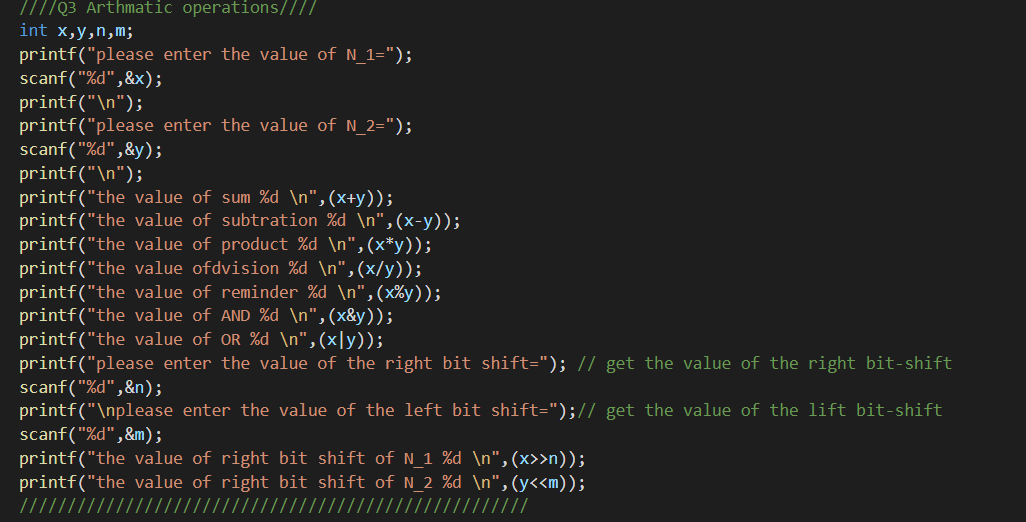 ////Q3 Arthmatic operations////
int x,y,n,m;
printf("please enter the value of N_1=");
scanf("%d",&x);
printf("\n");
printf("please enter the value of N_2=");
scanf("%d",&y);
printf("\n");
printf("the value of sum %d \n",(x+y));
printf("the value of subtration %d \n",(x-y));
printf("the value of product %d \n",(x*y));
printf("the value ofdvision %d \n",(x/y));
printf("the value of reminder %d \n",(x%y));
printf("the value of AND %d \n",(x&y));
printf("the value of OR %d \n",(x|y));
printf("please enter the value of the right bit shift="); // get the value of the right bit-shift
scanf("%d",&n);
printf("\nplease enter the value of the left bit shift=");// get the value of the lift bit-shift
scanf("%d",&m);
printf("the value of right bit shift of N_1 %d \n",(x>>n));
printf("the value of right bit shift of N_2 %d \n",(y<<m));
/////////////////////////////////////////////////////